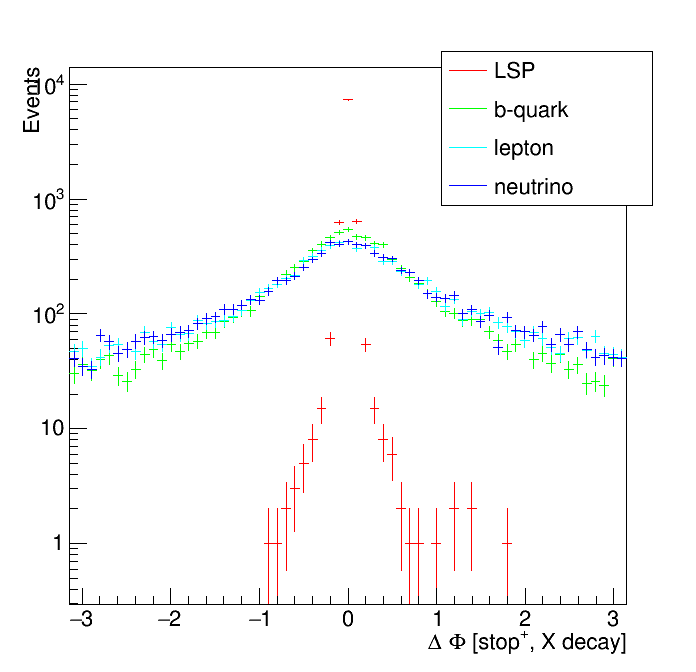 LSP
b-quark
lepton
neutrino
Events
10⁴
10³
10²
10
1
−3 −2 −1 0 1 2 3
Δ Φ [stop⁺, X decay]